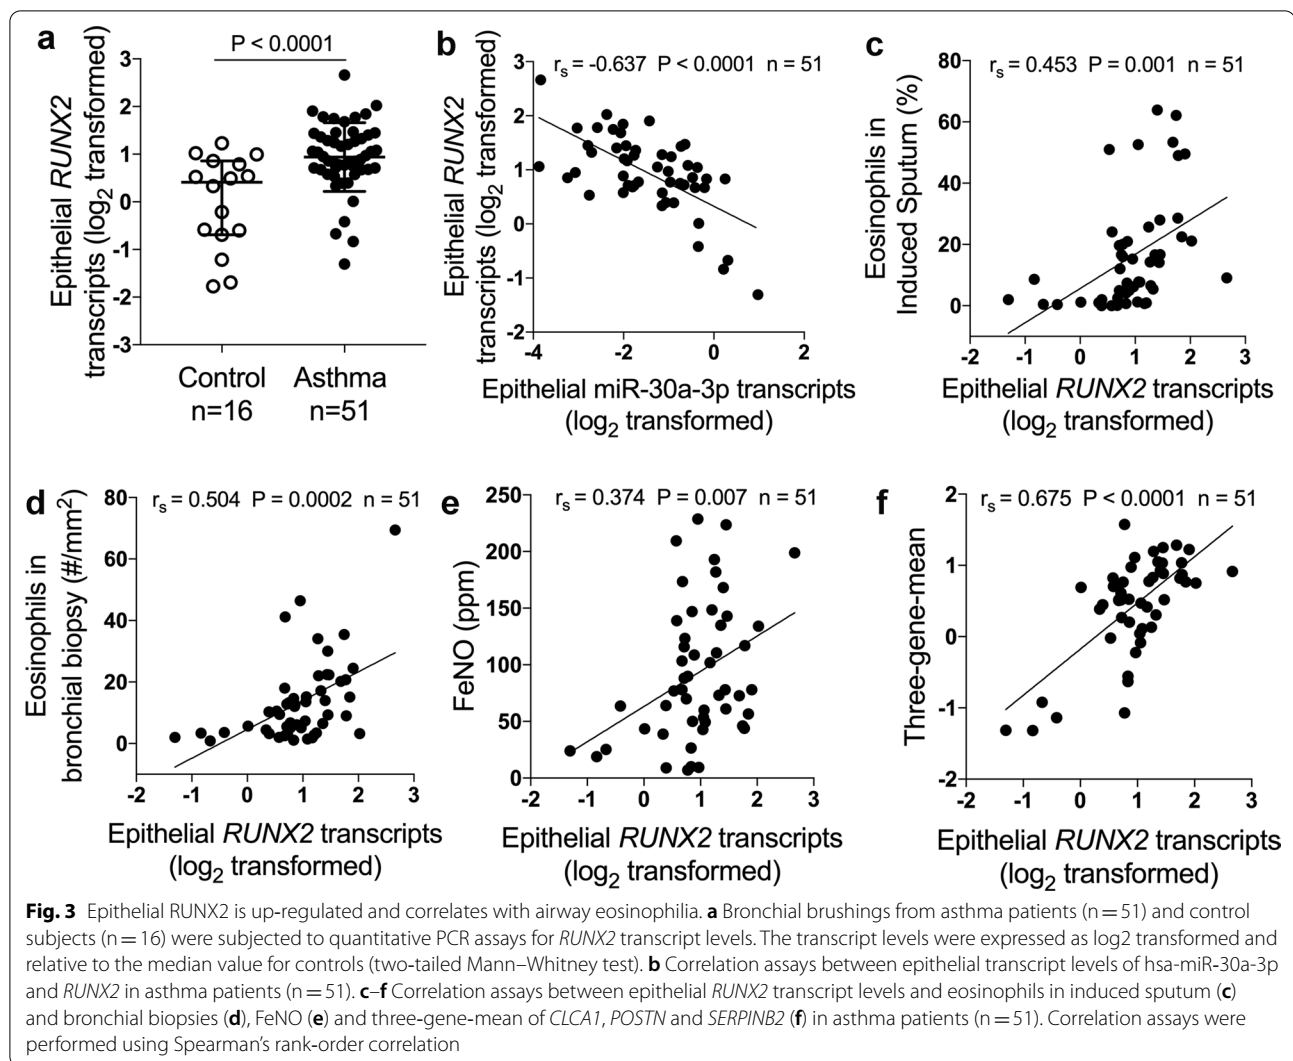 a
P < 0.0001
Epithelial RUNX2
transcripts (log2 transformed)
3
2
1
0
-1
-2
-3
Control
n=16
Asthma
n=51
b
rs = -0.637 P < 0.0001 n = 51
Epithelial RUNX2
transcripts (log2 transformed)
3
2
1
0
-1
-2
-4
-2
0
2
Epithelial miR-30a-3p transcripts
(log2 transformed)
c
rs = 0.453 P = 0.001 n = 51
Eosinophils in
Induced Sputum (%)
80
60
40
20
0
-2
-1
0
1
2
3
Epithelial RUNX2 transcripts
(log2 transformed)
d
rs = 0.504 P = 0.0002 n = 51
Eosinophils in
bronchial biopsy (#/mm2)
80
60
40
20
0
-2
-1
0
1
2
3
Epithelial RUNX2 transcripts
(log2 transformed)
e
rs = 0.374 P = 0.007 n = 51
FeNO (ppm)
250
200
150
100
50
0
-2
-1
0
1
2
3
Epithelial RUNX2 transcripts
(log2 transformed)
f
rs = 0.675 P < 0.0001 n = 51
Three-gene-mean
2
1
0
-1
-2
-2
-1
0
1
2
3
Epithelial RUNX2 transcripts
(log2 transformed)
Fig. 3 Epithelial RUNX2 is up-regulated and correlates with airway eosinophilia. a Bronchial brushings from asthma patients (n = 51) and control
subjects (n = 16) were subjected to quantitative PCR assays for RUNX2 transcript levels. The transcript levels were expressed as log2 transformed and
relative to the median value for controls (two-tailed Mann–Whitney test). b Correlation assays between epithelial transcript levels of hsa-miR-30a-3p
and RUNX2 in asthma patients (n = 51). c–f Correlation assays between epithelial RUNX2 transcript levels and eosinophils in induced sputum (c)
and bronchial biopsies (d), FeNO (e) and three-gene-mean of CLCA1, POSTN and SERPINB2 (f) in asthma patients (n = 51). Correlation assays were
performed using Spearman's rank-order correlation